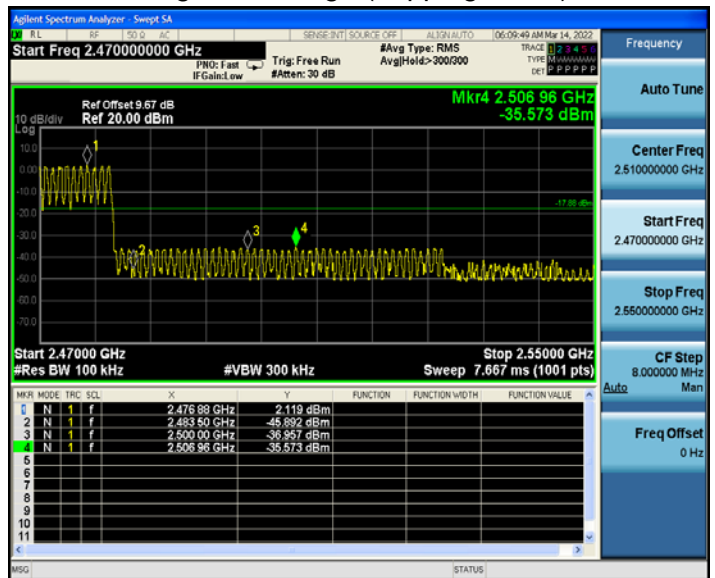 Agilent Spectrum Analyzer - Swept SA
RL RF 50 Ω AC SENSE:INT SOURCE OFF ALIGN AUTO 06:09:49 AM Mar 14, 2022
Start Freq 2.470000000 GHz
PNO: Fast
IFGain:Low
Trig: Free Run
#Atten: 30 dB
#Avg Type: RMS
Avg|Hold:>300/300
TRACE 1 2 3 4 5 6
TYPE
DET P P P P P P
Ref Offset 9.67 dB
10 dB/div Ref 20.00 dBm
Log
Mkr4 2.506 96 GHz
-35.573 dBm
10.0
0.00
-10.0
-20.0
-30.0
-40.0
-50.0
-60.0
-70.0
1
2
3
4
-17.88 dBm
Start 2.47000 GHz Stop 2.55000 GHz
#Res BW 100 kHz #VBW 300 kHz Sweep 7.667 ms (1001 pts)
MKR MODE TRC SCL X Y FUNCTION FUNCTION WIDTH FUNCTION VALUE
1 N 1 f 2.476 88 GHz 2.119 dBm
2 N 1 f 2.483 50 GHz -45.892 dBm
3 N 1 f 2.500 00 GHz -36.957 dBm
4 N 1 f 2.506 96 GHz -35.573 dBm
5
6
7
8
9
10
11
MSG STATUS
Frequency
Auto Tune
Center Freq
2.510000000 GHz
Start Freq
2.470000000 GHz
Stop Freq
2.550000000 GHz
CF Step
8.000000 MHz
Auto Man
Freq Offset
0 Hz